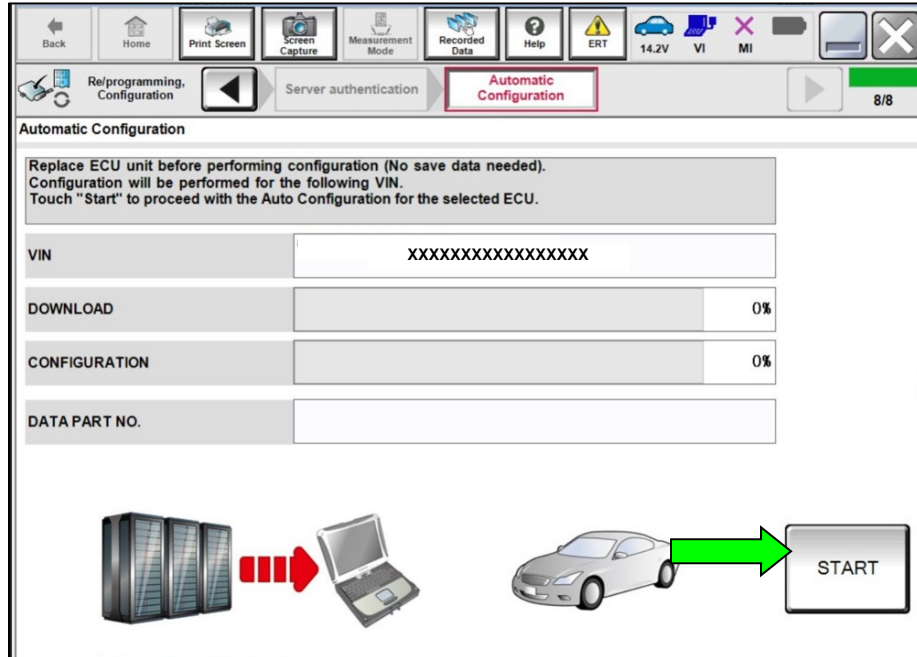 Back
Home
Print Screen
Screen
Capture
Measurement
Mode
Recorded
Data
Help
ERT
14.2V
VI
MI
Re/programming,
Configuration
Server authentication
Automatic
Configuration
8/8
Automatic Configuration
Replace ECU unit before performing configuration (No save data needed).
Configuration will be performed for the following VIN.
Touch "Start" to proceed with the Auto Configuration for the selected ECU.
VIN
XXXXXXXXXXXXXXXXX
DOWNLOAD
0%
CONFIGURATION
0%
DATA PART NO.
START